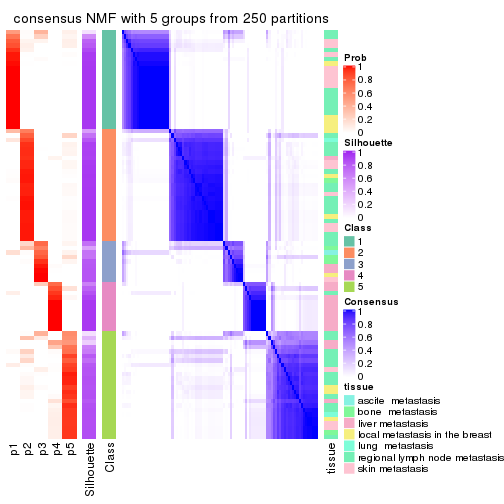 consensus NMF with 5 groups from 250 partitions
Prob
1
0.8
0.6
0.4
0.2
0
Silhouette
1
0.8
0.6
0.4
0.2
0
Class
1
2
3
4
5
Consensus
1
0.8
0.6
0.4
0.2
0
tissue
ascite  metastasis
bone  metastasis
liver metastasis
local metastasis in the breast
lung  metastasis
regional lymph node metastasis
skin metastasis
p1
p2
p3
p4
p5
Silhouette
Class
tissue